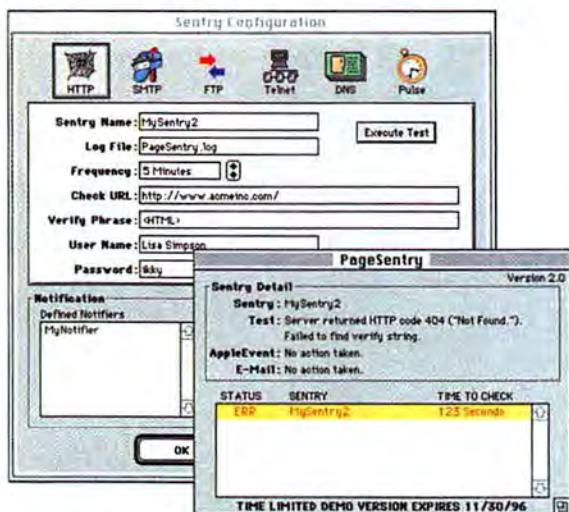 Sentry Configuration
HTTP SMTP FTP Telnet DNS Pulse
Sentry Name: MySentry2
Execute Test
Log File: PageSentry.log
Frequency: 5 Minutes
Check URL: http://www.acmeinc.com/
Verify Phrase: <HTML>
User Name: Lisa Simpson
Password: tikky
Notification
Defined Notifiers
MyNotifier
OK
PageSentry
Version 2.0
Sentry Detail
Sentry: MySentry2
Test: Server returned HTTP code 404 ("Not Found.").
Failed to find verify string.
AppleEvent: No action taken.
E-Mail: No action taken.
STATUS SENTRY TIME TO CHECK
ERR MySentry2 123 Seconds
TIME LIMITED DEMO VERSION EXPIRES 11/30/96